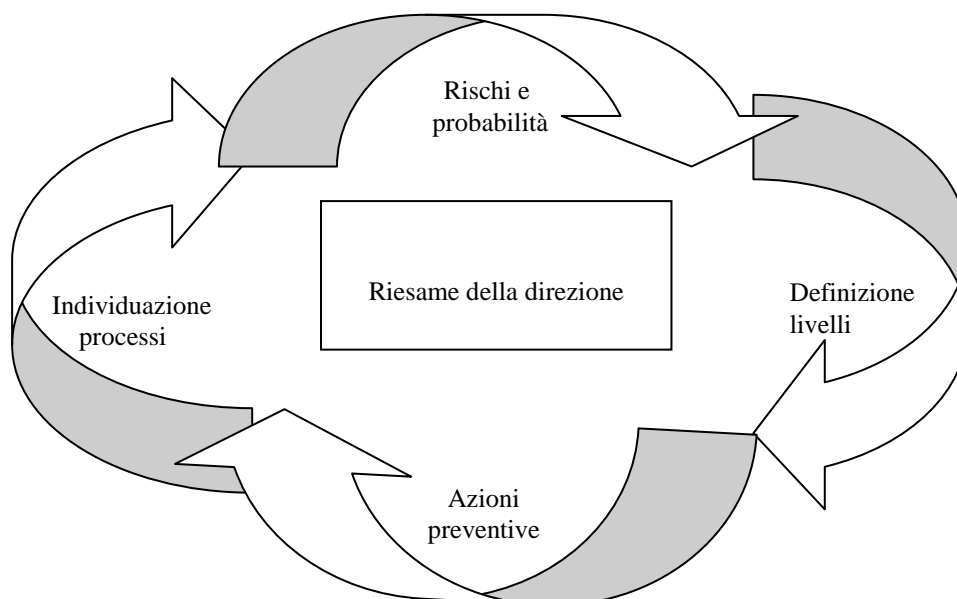 Rischi e
probabilità
Riesame della direzione
Individuazione
processi
Definizione
livelli
Azioni
preventive